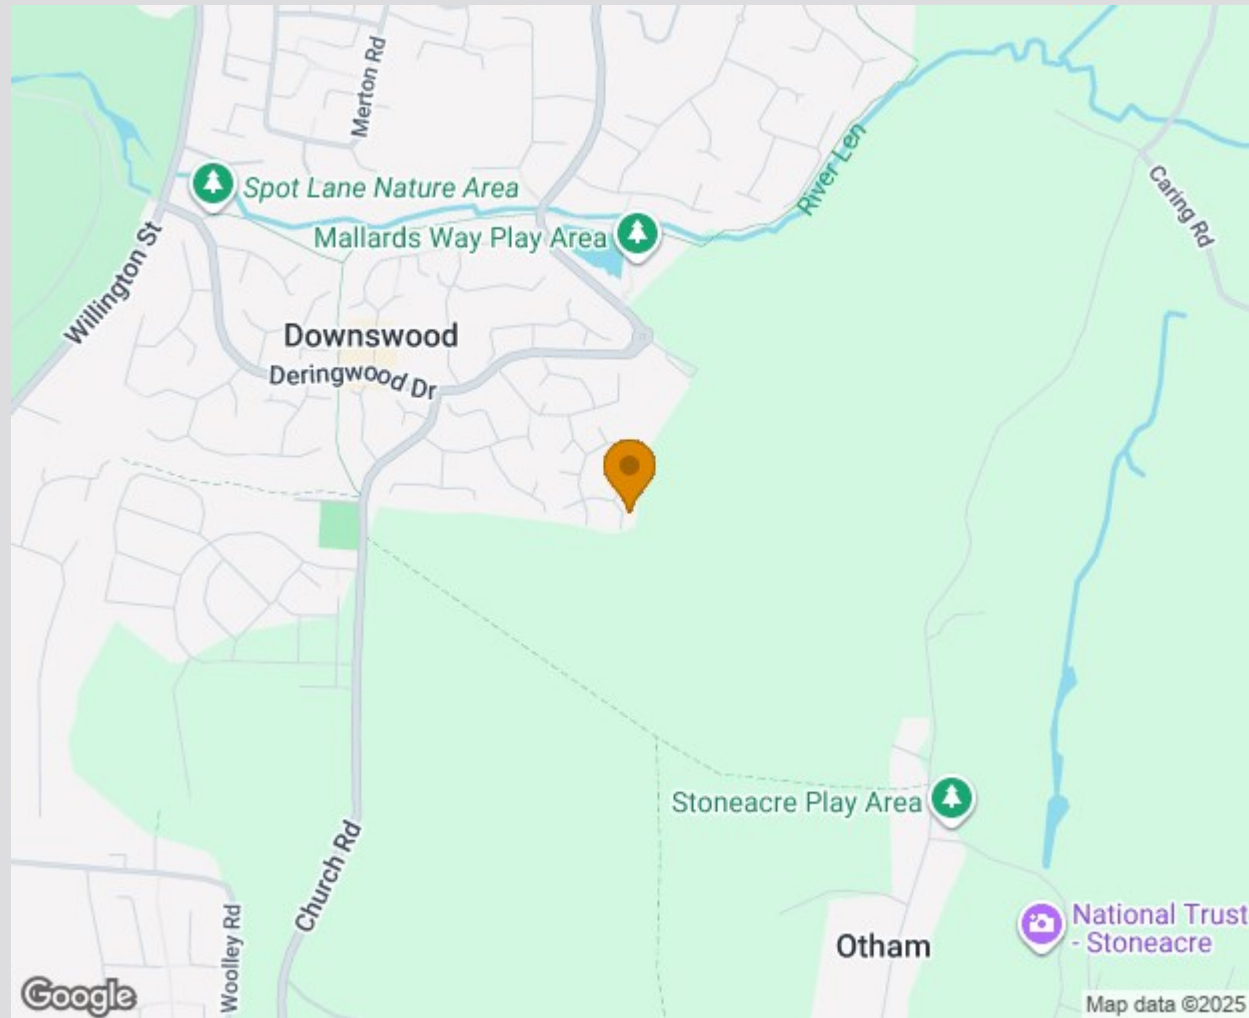 Merton Rd
River Len
Caring Rd
Spot Lane Nature Area
Mallards Way Play Area
Willington St
Downswood
Deringwood Dr
Stoneacre Play Area
Church Rd
Woolley Rd
National Trust
- Stoneacre
Otham
Google
Map data ©2025